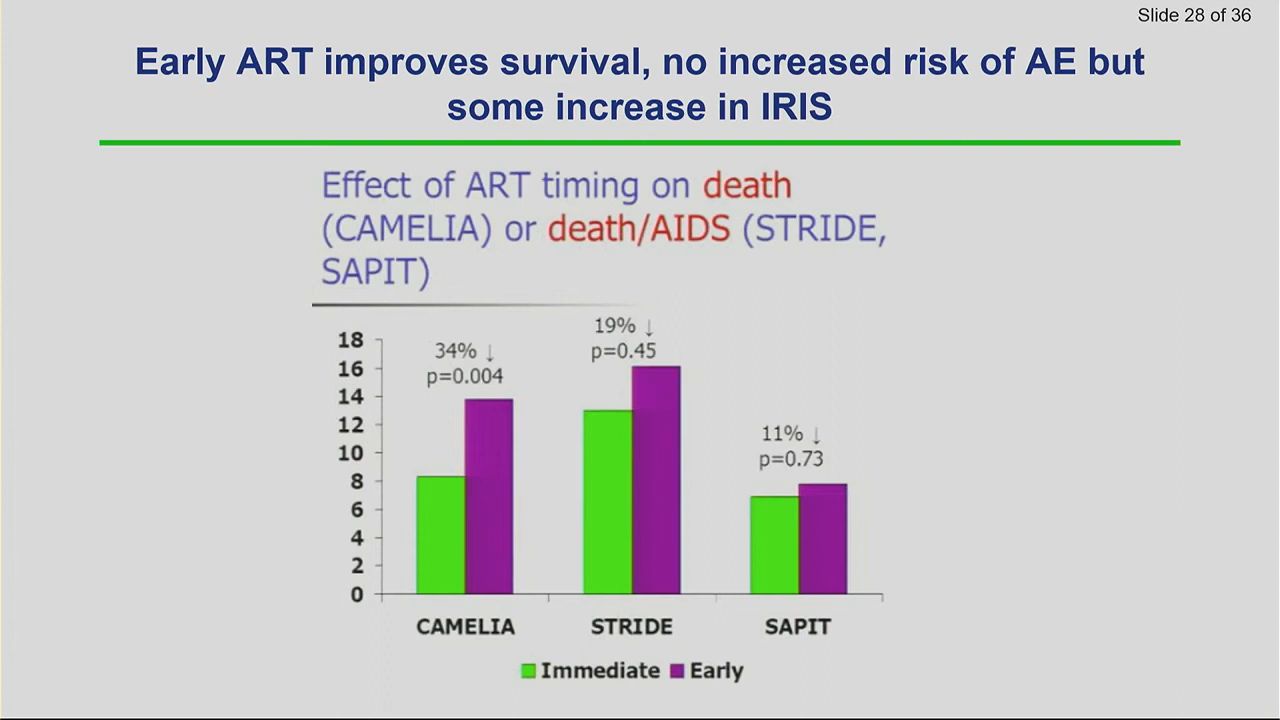 Slide 28 of 36
Early ART improves survival, no increased risk of AE but
some increase in IRIS
Effect of ART timing on death
(CAMELIA) or death/AIDS (STRIDE,
SAPIT)
19% ↓
p=0.45
34% ↓
p=0.004
11% ↓
p=0.73
18
16
14
12
10
8
6
4
2
0
CAMELIA STRIDE SAPIT
Immediate Early